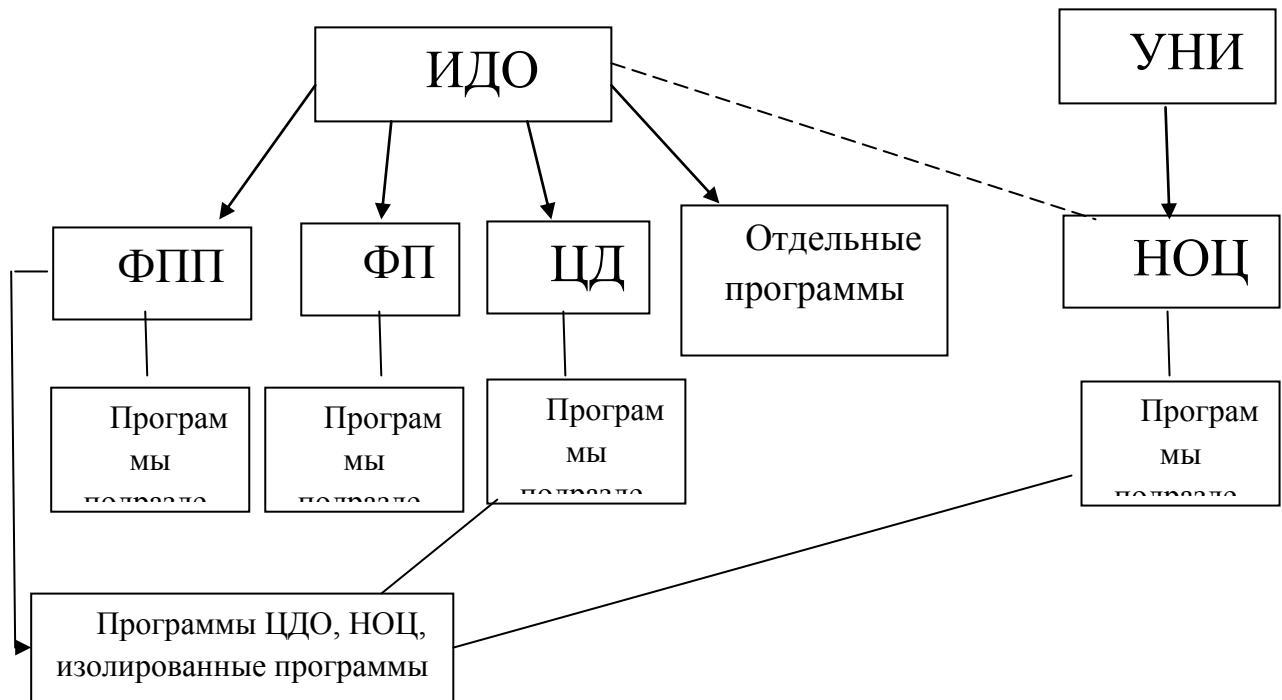 ИДО
УНИ
ФПП
ФП
ЦД
Отдельные
программы
НОЦ
Програм
мы
Програм
мы
Програм
мы
Програм
мы
Программы ЦДО, НОЦ,
изолированные программы